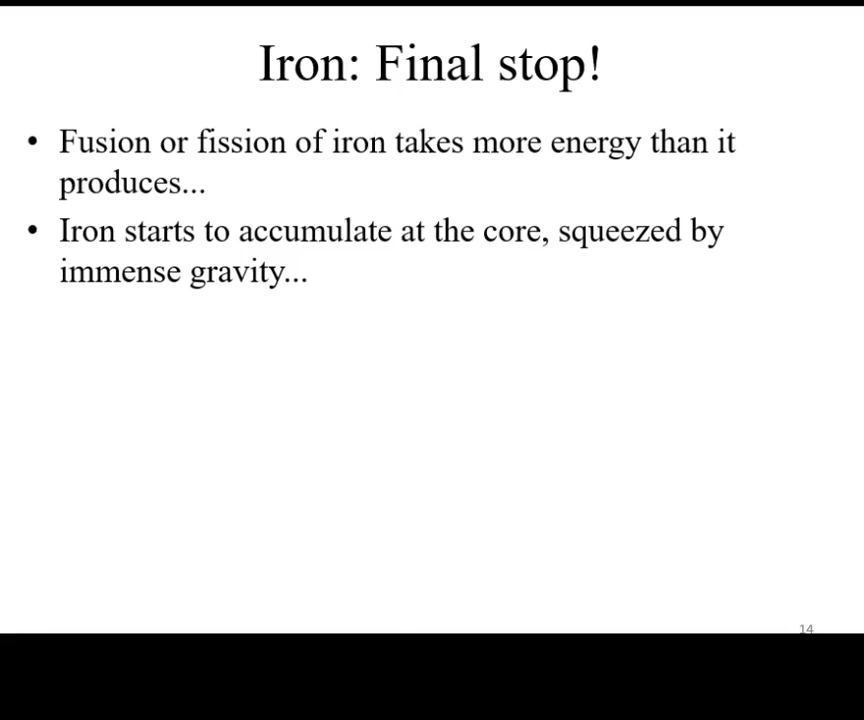 Iron: Final stop!
• Fusion or fission of iron takes more energy than it
produces...
• Iron starts to accumulate at the core, squeezed by
immense gravity...
14